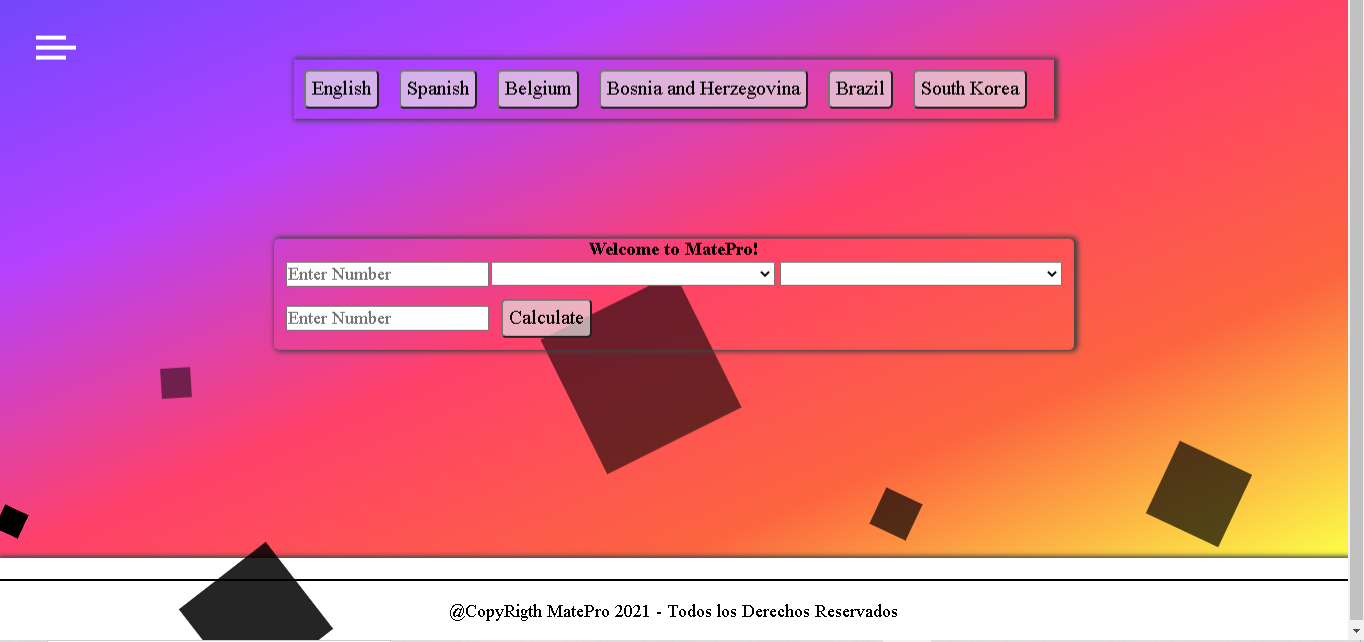 English Spanish Belgium Bosnia and Herzegovina Brazil South Korea
Welcome to MatePro!
Enter Number
Enter Number Calculate
@CopyRigth MatePro 2021 - Todos los Derechos Reservados